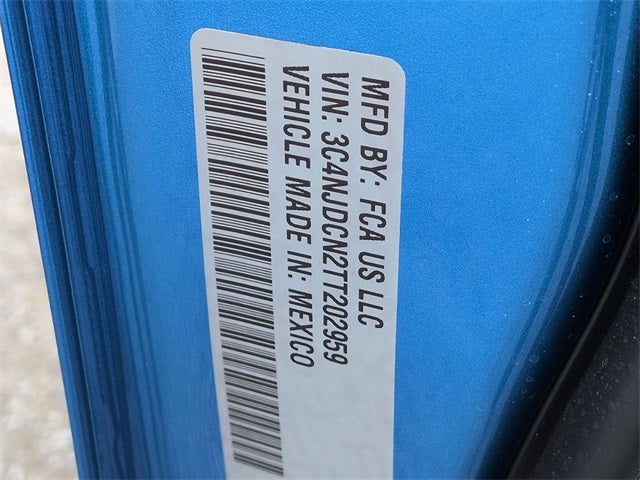 MFD BY: FCA US LLC
VIN: 3C4NJDCN2TT202959
VEHICLE MADE IN: MEXICO